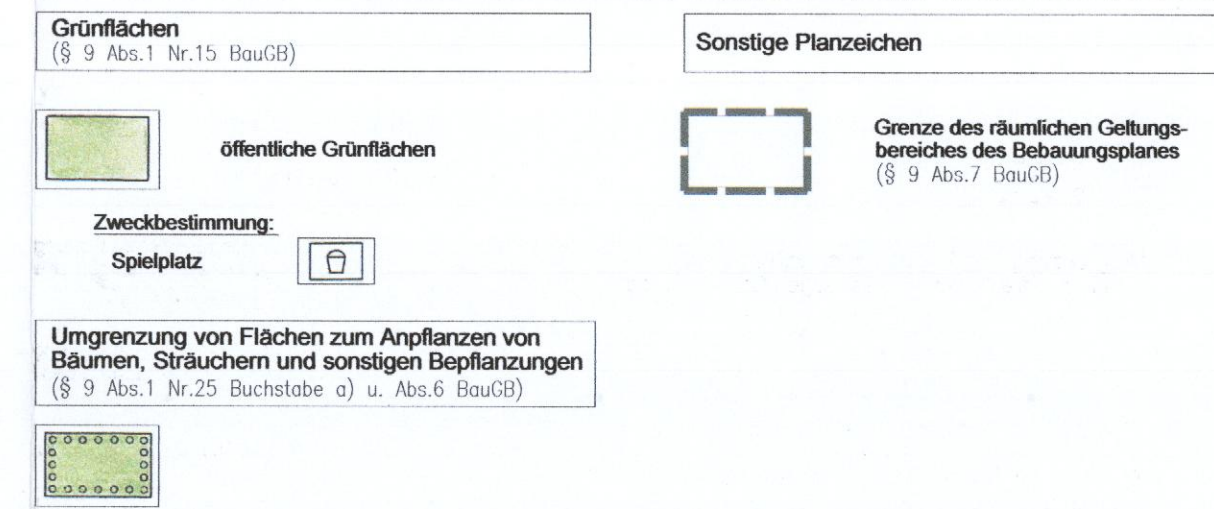 Grünflächen
(§ 9 Abs.1 Nr.15 BauGB)
öffentliche Grünflächen
Zweckbestimmung:
Spielplatz
Umgrenzung von Flächen zum Anpflanzen von
Bäumen, Sträuchern und sonstigen Bepflanzungen
(§ 9 Abs.1 Nr.25 Buchstabe a) u. Abs.6 BauGB)
Sonstige Planzeichen
Grenze des räumlichen Geltungs-
bereiches des Bebauungsplanes
(§ 9 Abs.7 BauGB)